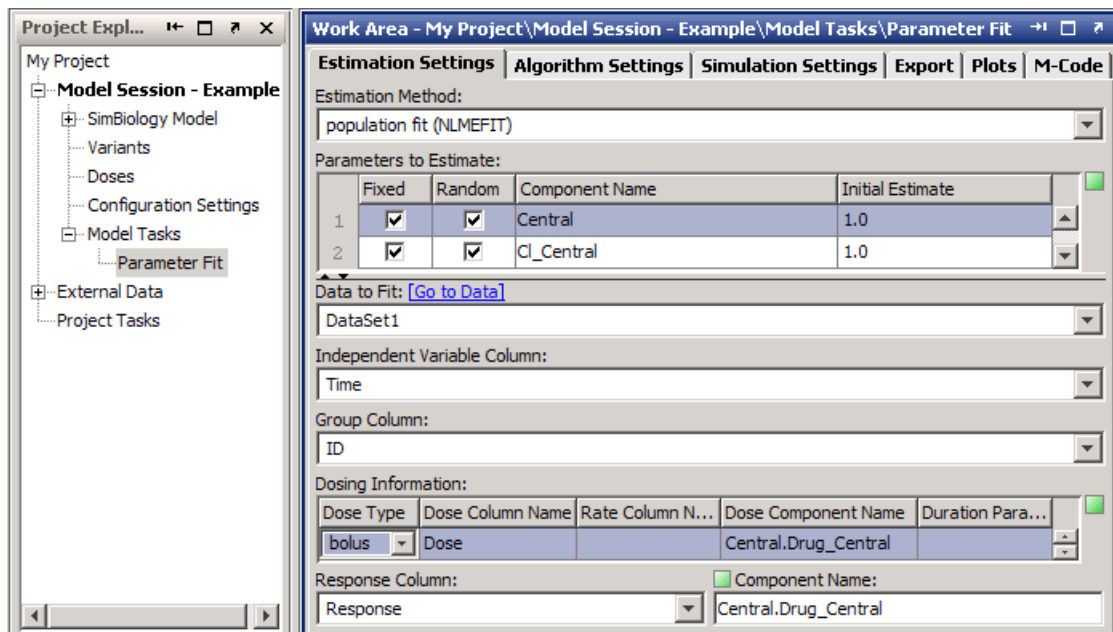 Project Expl...
My Project
Model Session - Example
SimBiology Model
Variants
Doses
Configuration Settings
Model Tasks
Parameter Fit
External Data
Project Tasks
Work Area - My Project\Model Session - Example\Model Tasks\Parameter Fit
Estimation Settings Algorithm Settings Simulation Settings Export Plots M-Code
Estimation Method:
population fit (NLMEFIT)
Parameters to Estimate:
Fixed Random Component Name Initial Estimate
1 Central 1.0
2 Cl_Central 1.0
Data to Fit: [Go to Data]
DataSet1
Independent Variable Column:
Time
Group Column:
ID
Dosing Information:
Dose Type Dose Column Name Rate Column N... Dose Component Name Duration Para...
bolus Dose Central.Drug_Central
Response Column: Component Name:
Response Central.Drug_Central